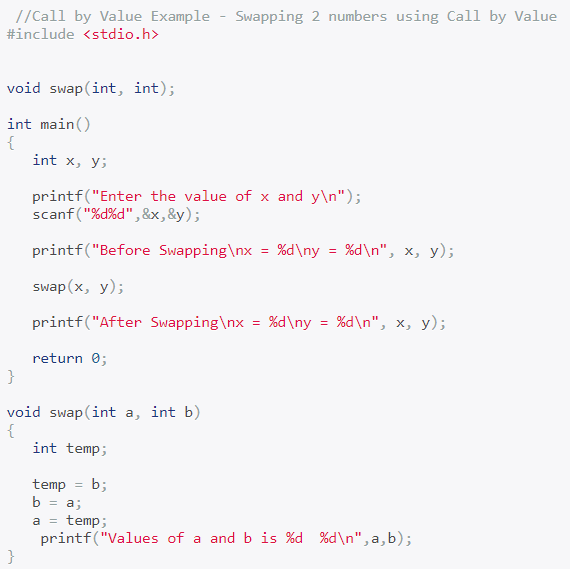 //Call by Value Example - Swapping 2 numbers using Call by Value
#include <stdio.h>
void swap(int, int);
int main()
{
int x, y;
printf("Enter the value of x and y\n");
scanf("%d%d",&x,&y);
printf("Before Swapping\nx = %d\ny = %d\n", x, y);
swap(x, y);
printf("After Swapping\nx = %d\ny = %d\n", x, y);
return 0;
}
void swap(int a, int b)
{
int temp;
temp = b;
b = a;
a = temp;
printf("Values of a and b is %d  %d\n",a,b);
}